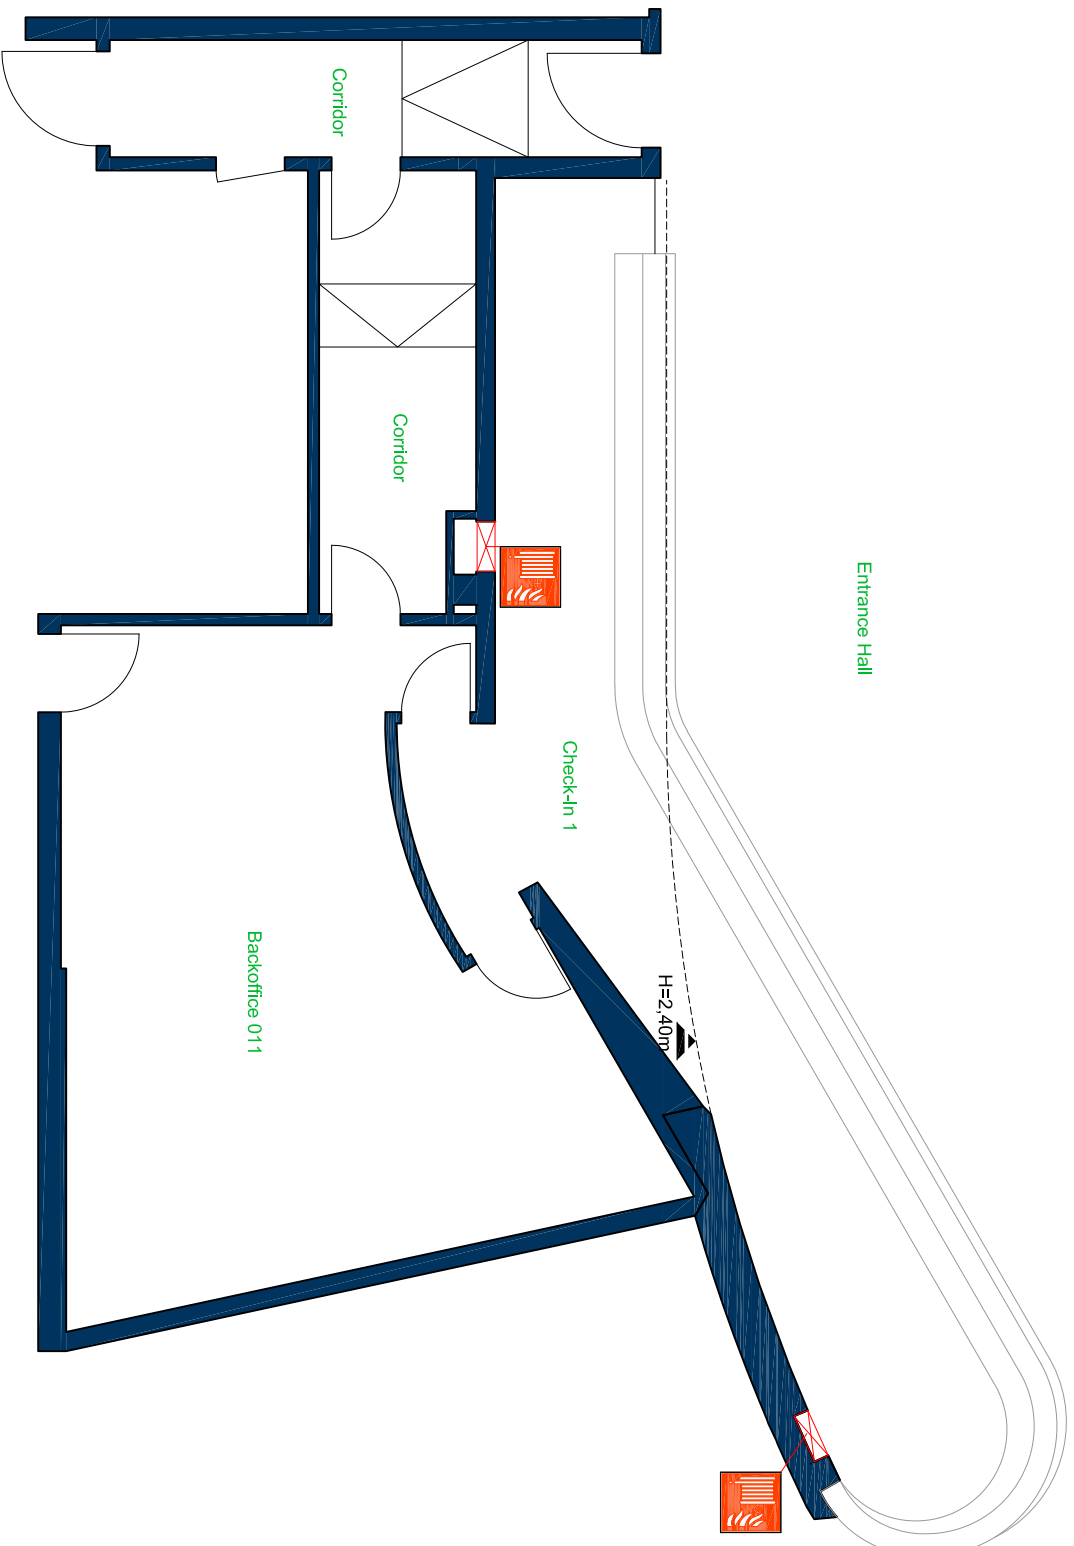 Corridor
Corridor
Entrance Hall
Check-In 1
H=2,40m
Backoffice 011